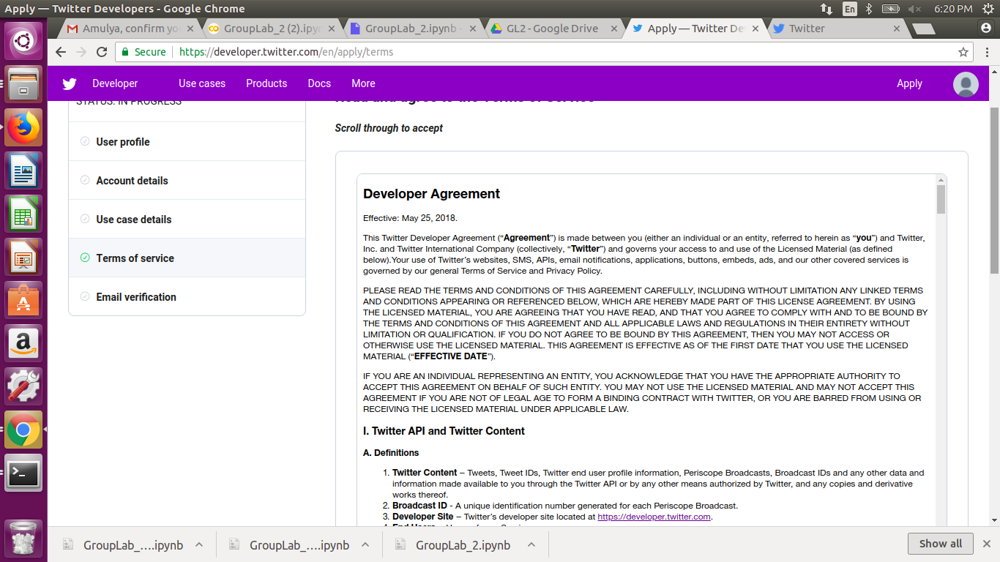 Apply — Twitter Developers - Google Chrome
En
6:20 PM
Amulya, confirm yo
GroupLab_2 (2).ipyn
GroupLab_2.ipynb -
GL2 - Google Drive
Apply — Twitter De
Twitter
Secure
https://developer.twitter.com/en/apply/terms
Developer
Use cases
Products
Docs
More
Apply
STATUS: IN PROGRESS
User profile
Account details
Use case details
Terms of service
Email verification
Read and agree to the Terms of Service
Scroll through to accept
Developer Agreement
Effective: May 25, 2018.
This Twitter Developer Agreement (“Agreement”) is made between you (either an individual or an entity, referred to herein as “you”) and Twitter,
Inc. and Twitter International Company (collectively, “Twitter”) and governs your access to and use of the Licensed Material (as defined
below).Your use of Twitter’s websites, SMS, APIs, email notifications, applications, buttons, embeds, ads, and our other covered services is
governed by our general Terms of Service and Privacy Policy.
PLEASE READ THE TERMS AND CONDITIONS OF THIS AGREEMENT CAREFULLY, INCLUDING WITHOUT LIMITATION ANY LINKED TERMS
AND CONDITIONS APPEARING OR REFERENCED BELOW, WHICH ARE HEREBY MADE PART OF THIS LICENSE AGREEMENT. BY USING
THE LICENSED MATERIAL, YOU ARE AGREEING THAT YOU HAVE READ, AND THAT YOU AGREE TO COMPLY WITH AND TO BE BOUND BY
THE TERMS AND CONDITIONS OF THIS AGREEMENT AND ALL APPLICABLE LAWS AND REGULATIONS IN THEIR ENTIRETY WITHOUT
LIMITATION OR QUALIFICATION. IF YOU DO NOT AGREE TO BE BOUND BY THIS AGREEMENT, THEN YOU MAY NOT ACCESS OR
OTHERWISE USE THE LICENSED MATERIAL. THIS AGREEMENT IS EFFECTIVE AS OF THE FIRST DATE THAT YOU USE THE LICENSED
MATERIAL (“EFFECTIVE DATE”).
IF YOU ARE AN INDIVIDUAL REPRESENTING AN ENTITY, YOU ACKNOWLEDGE THAT YOU HAVE THE APPROPRIATE AUTHORITY TO
ACCEPT THIS AGREEMENT ON BEHALF OF SUCH ENTITY. YOU MAY NOT USE THE LICENSED MATERIAL AND MAY NOT ACCEPT THIS
AGREEMENT IF YOU ARE NOT OF LEGAL AGE TO FORM A BINDING CONTRACT WITH TWITTER, OR YOU ARE BARRED FROM USING OR
RECEIVING THE LICENSED MATERIAL UNDER APPLICABLE LAW.
I. Twitter API and Twitter Content
A. Definitions
1. Twitter Content – Tweets, Tweet IDs, Twitter end user profile information, Periscope Broadcasts, Broadcast IDs and any other data and
information made available to you through the Twitter API or by any other means authorized by Twitter, and any copies and derivative
works thereof.
2. Broadcast ID - A unique identification number generated for each Periscope Broadcast.
3. Developer Site – Twitter’s developer site located at https://developer.twitter.com.
GroupLab_....ipynb
GroupLab_....ipynb
GroupLab_2.ipynb
Show all